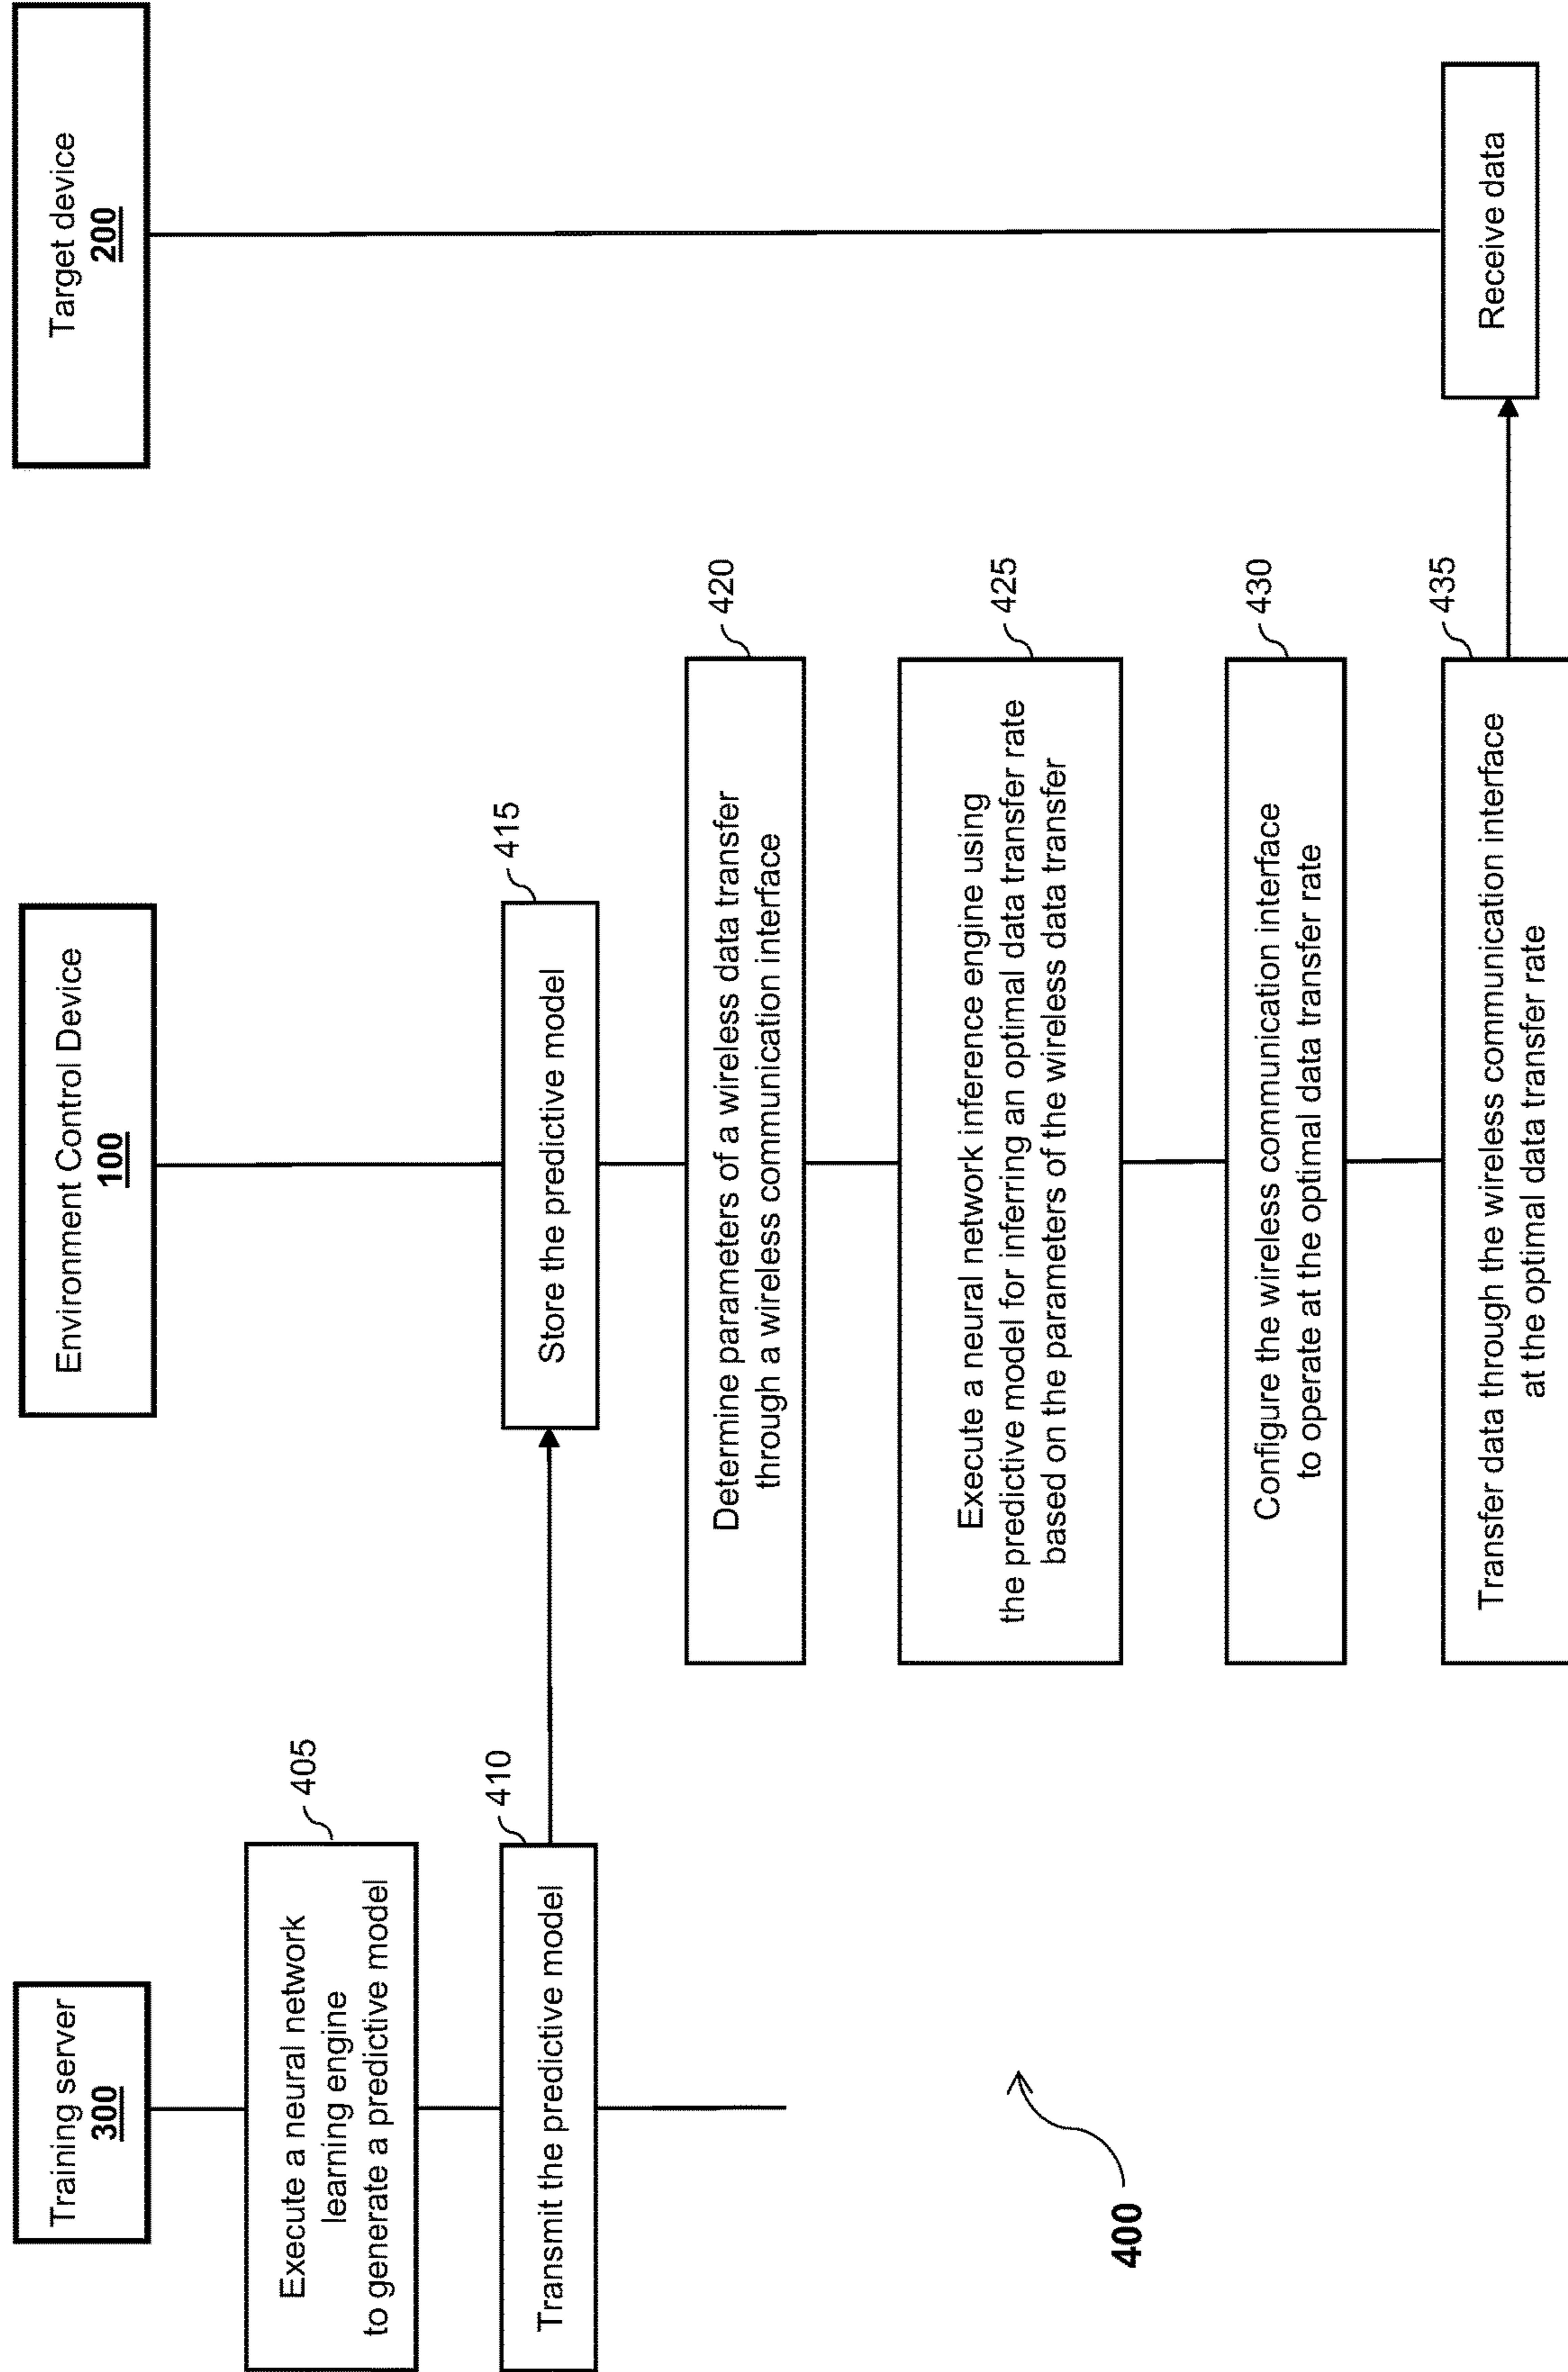 Training server
300
Environment Control Device
100
Target device
200
405
Execute a neural network
learning engine
to generate a predictive model
410
Transmit the predictive model
415
Store the predictive model
420
Determine parameters of a wireless data transfer
through a wireless communication interface
425
Execute a neural network inference engine using
the predictive model for inferring an optimal data transfer rate
based on the parameters of the wireless data transfer
430
Configure the wireless communication interface
to operate at the optimal data transfer rate
435
Transfer data through the wireless communication interface
at the optimal data transfer rate
Receive data
400